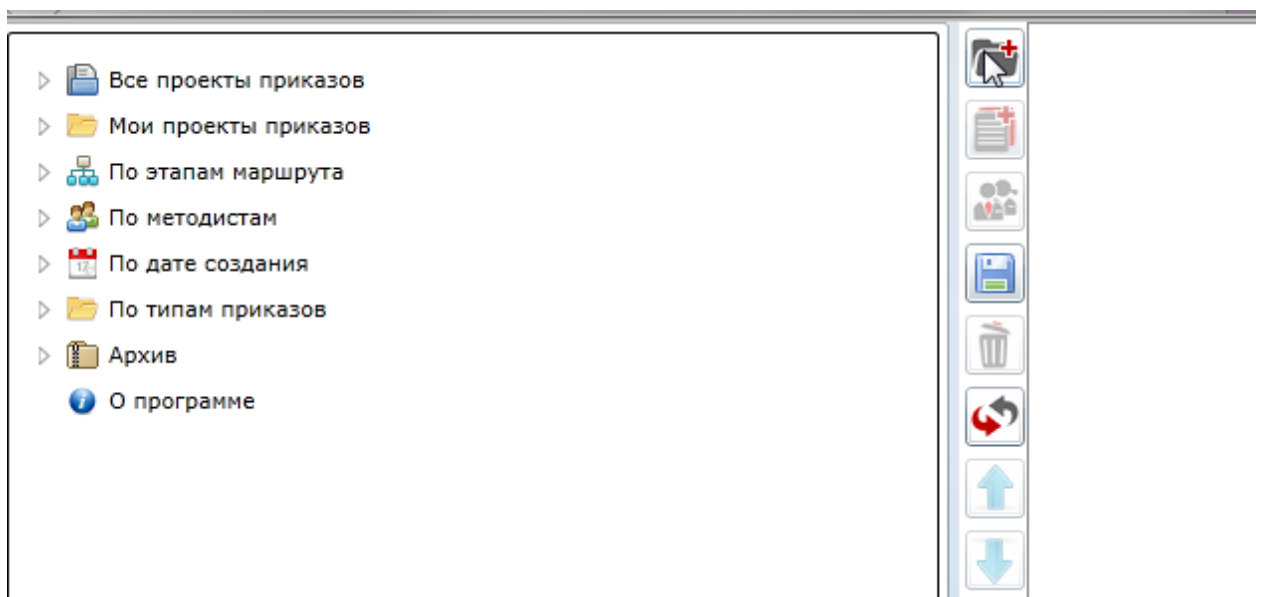 Все проекты приказов
Мои проекты приказов
По этапам маршрута
По методистам
По дате создания
По типам приказов
Архив
О программе